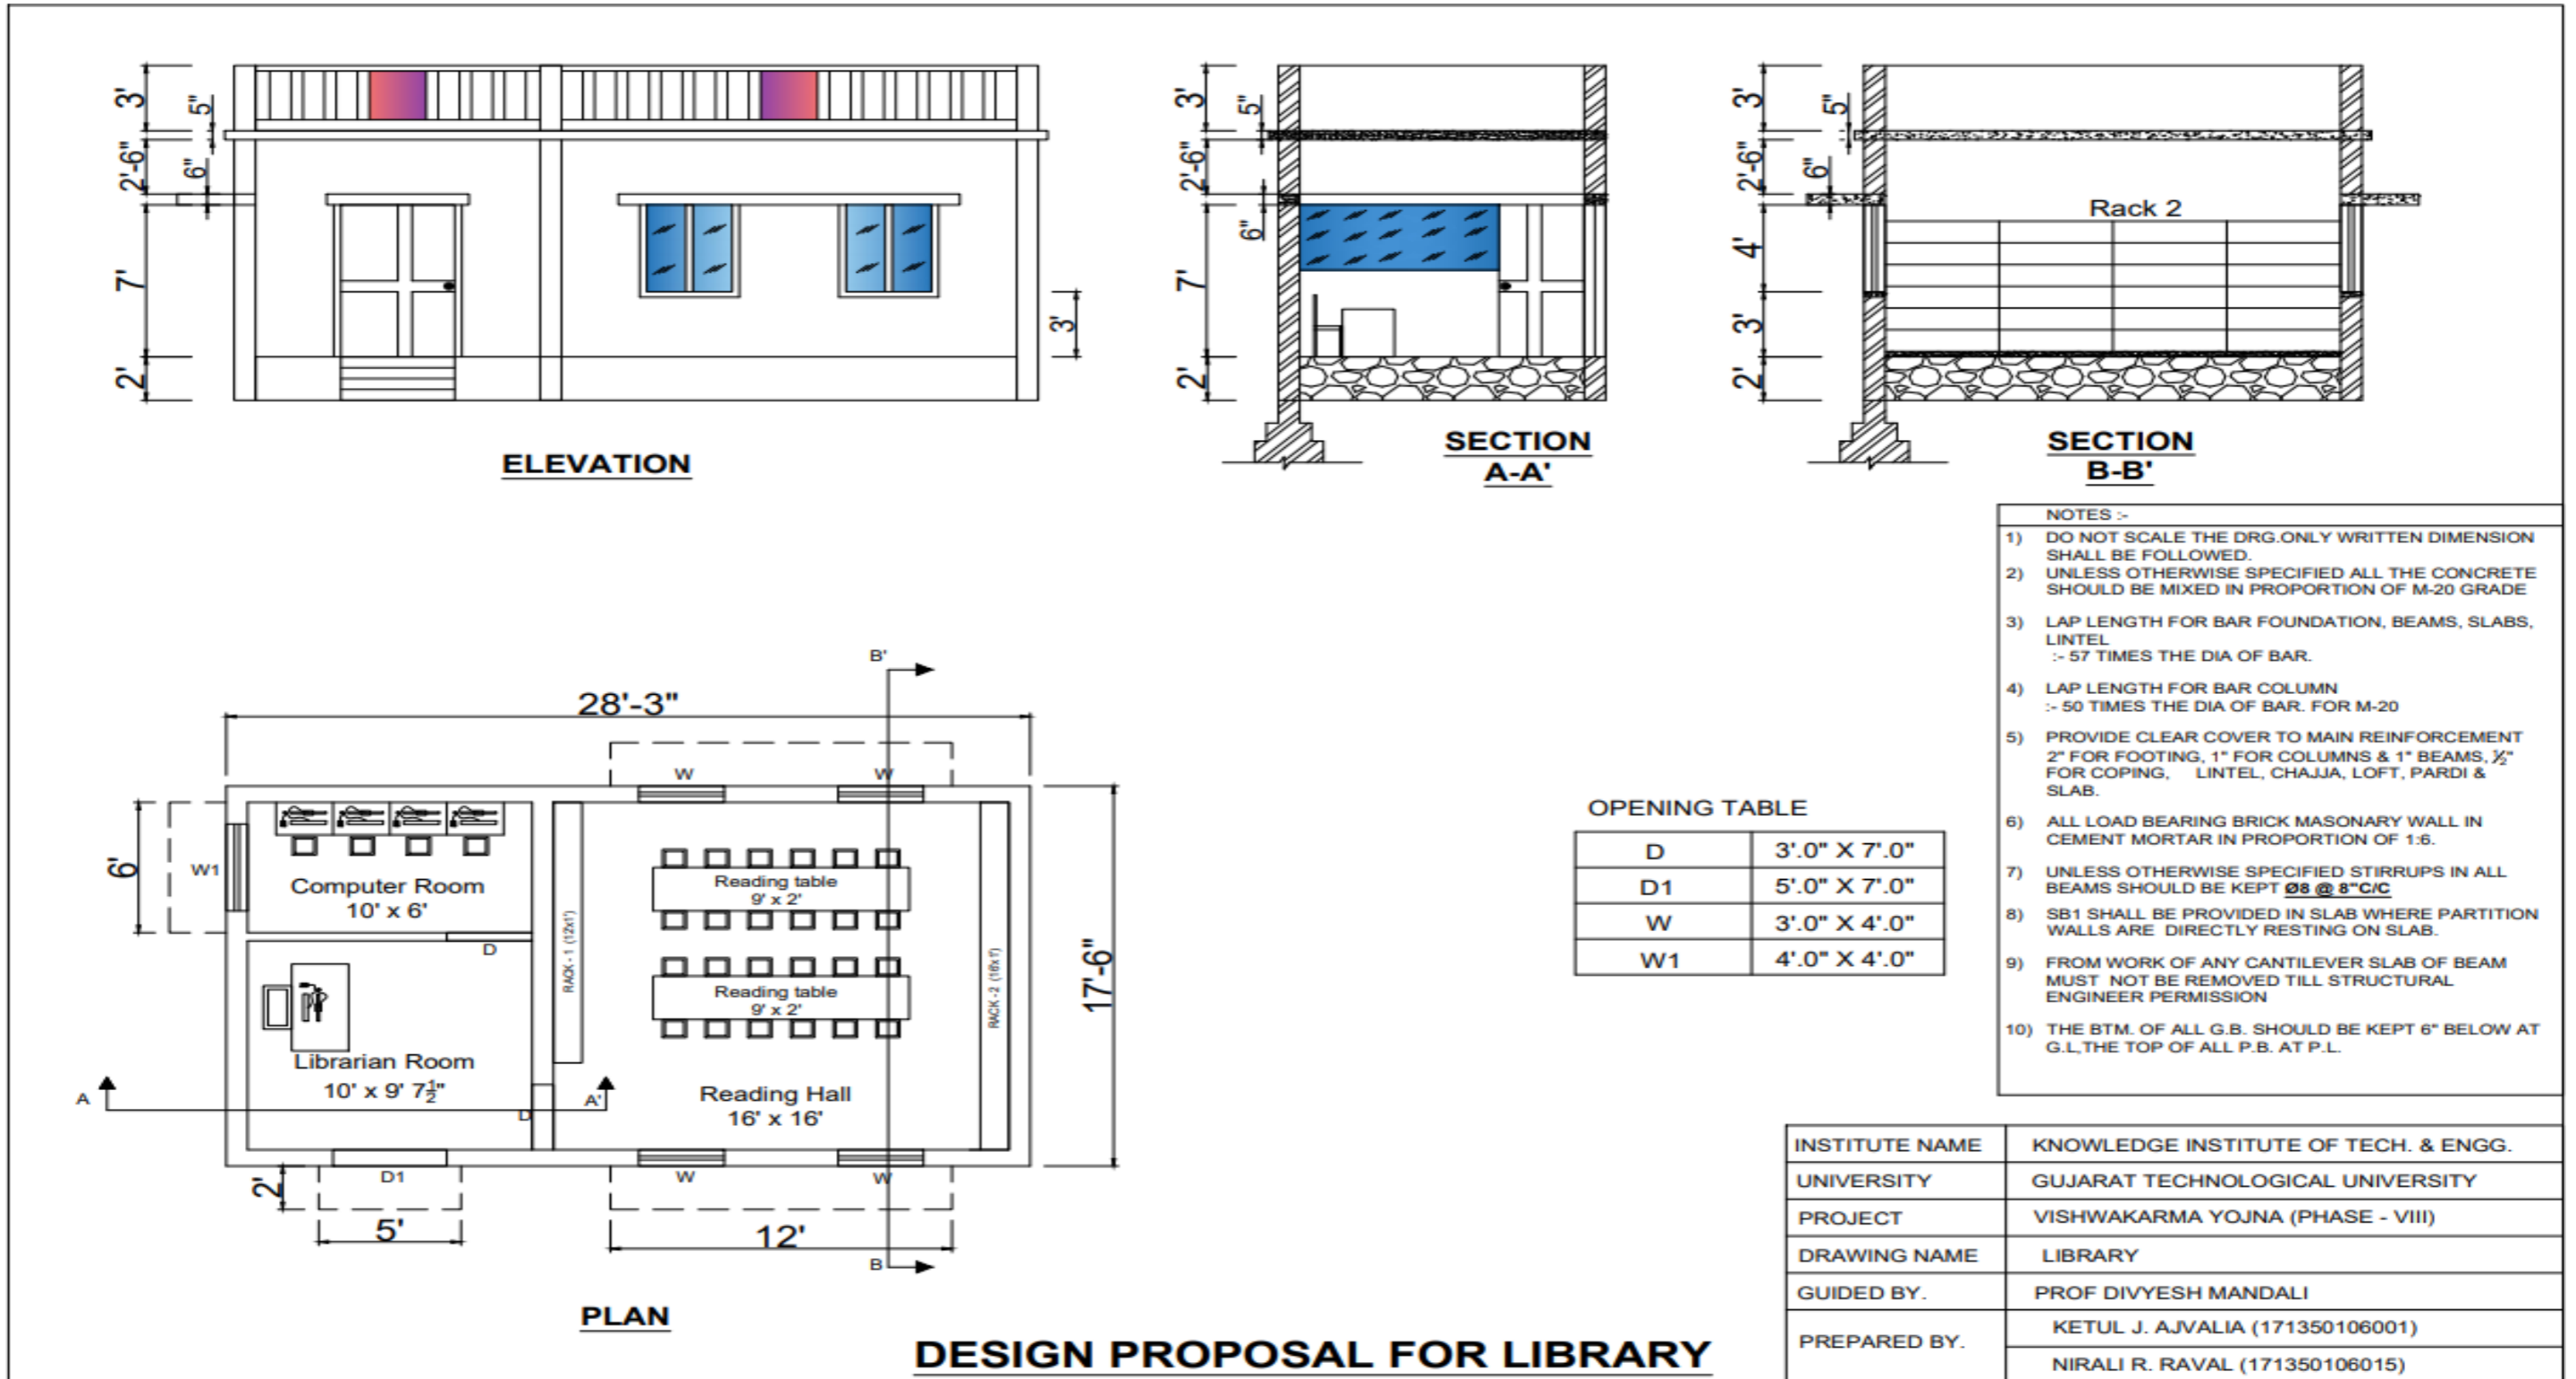 3'
5"
2'-6"
6"
7'
3'
2'
ELEVATION
3'
5"
2'-6"
6"
7'
2'
SECTION
A-A'
3'
5"
2'-6"
6"
4'
3'
2'
Rack 2
SECTION
B-B'
NOTES :-
1) DO NOT SCALE THE DRG.ONLY WRITTEN DIMENSION
SHALL BE FOLLOWED.
2) UNLESS OTHERWISE SPECIFIED ALL THE CONCRETE
SHOULD BE MIXED IN PROPORTION OF M-20 GRADE
3) LAP LENGTH FOR BAR FOUNDATION, BEAMS, SLABS,
LINTEL
:- 57 TIMES THE DIA OF BAR.
4) LAP LENGTH FOR BAR COLUMN
:- 50 TIMES THE DIA OF BAR. FOR M-20
5) PROVIDE CLEAR COVER TO MAIN REINFORCEMENT
2" FOR FOOTING, 1" FOR COLUMNS & 1" BEAMS, ½"
FOR COPING, LINTEL, CHAJJA, LOFT, PARDI &
SLAB.
6) ALL LOAD BEARING BRICK MASONARY WALL IN
CEMENT MORTAR IN PROPORTION OF 1:6.
7) UNLESS OTHERWISE SPECIFIED STIRRUPS IN ALL
BEAMS SHOULD BE KEPT Ø8 @ 8"C/C
8) SB1 SHALL BE PROVIDED IN SLAB WHERE PARTITION
WALLS ARE DIRECTLY RESTING ON SLAB.
9) FROM WORK OF ANY CANTILEVER SLAB OF BEAM
MUST NOT BE REMOVED TILL STRUCTURAL
ENGINEER PERMISSION
10) THE BTM. OF ALL G.B. SHOULD BE KEPT 6" BELOW AT
G.L,THE TOP OF ALL P.B. AT P.L.
B'
28'-3"
W
W
6'
W1
Computer Room
10' x 6'
D
Reading table
9' x 2'
Reading table
9' x 2'
RACK - 1 (12x1')
RACK -2 (16x1')
17'-6"
Librarian Room
10' x 9' 7½"
A
A'
D
Reading Hall
16' x 16'
D1
W
W
2'
5'
12'
B
PLAN
OPENING TABLE
D 3'.0" X 7'.0"
D1 5'.0" X 7'.0"
W 3'.0" X 4'.0"
W1 4'.0" X 4'.0"
INSTITUTE NAME KNOWLEDGE INSTITUTE OF TECH. & ENGG.
UNIVERSITY GUJARAT TECHNOLOGICAL UNIVERSITY
PROJECT VISHWAKARMA YOJNA (PHASE - VIII)
DRAWING NAME LIBRARY
GUIDED BY. PROF DIVYESH MANDALI
PREPARED BY. KETUL J. AJVALIA (171350106001)
NIRALI R. RAVAL (171350106015)
DESIGN PROPOSAL FOR LIBRARY